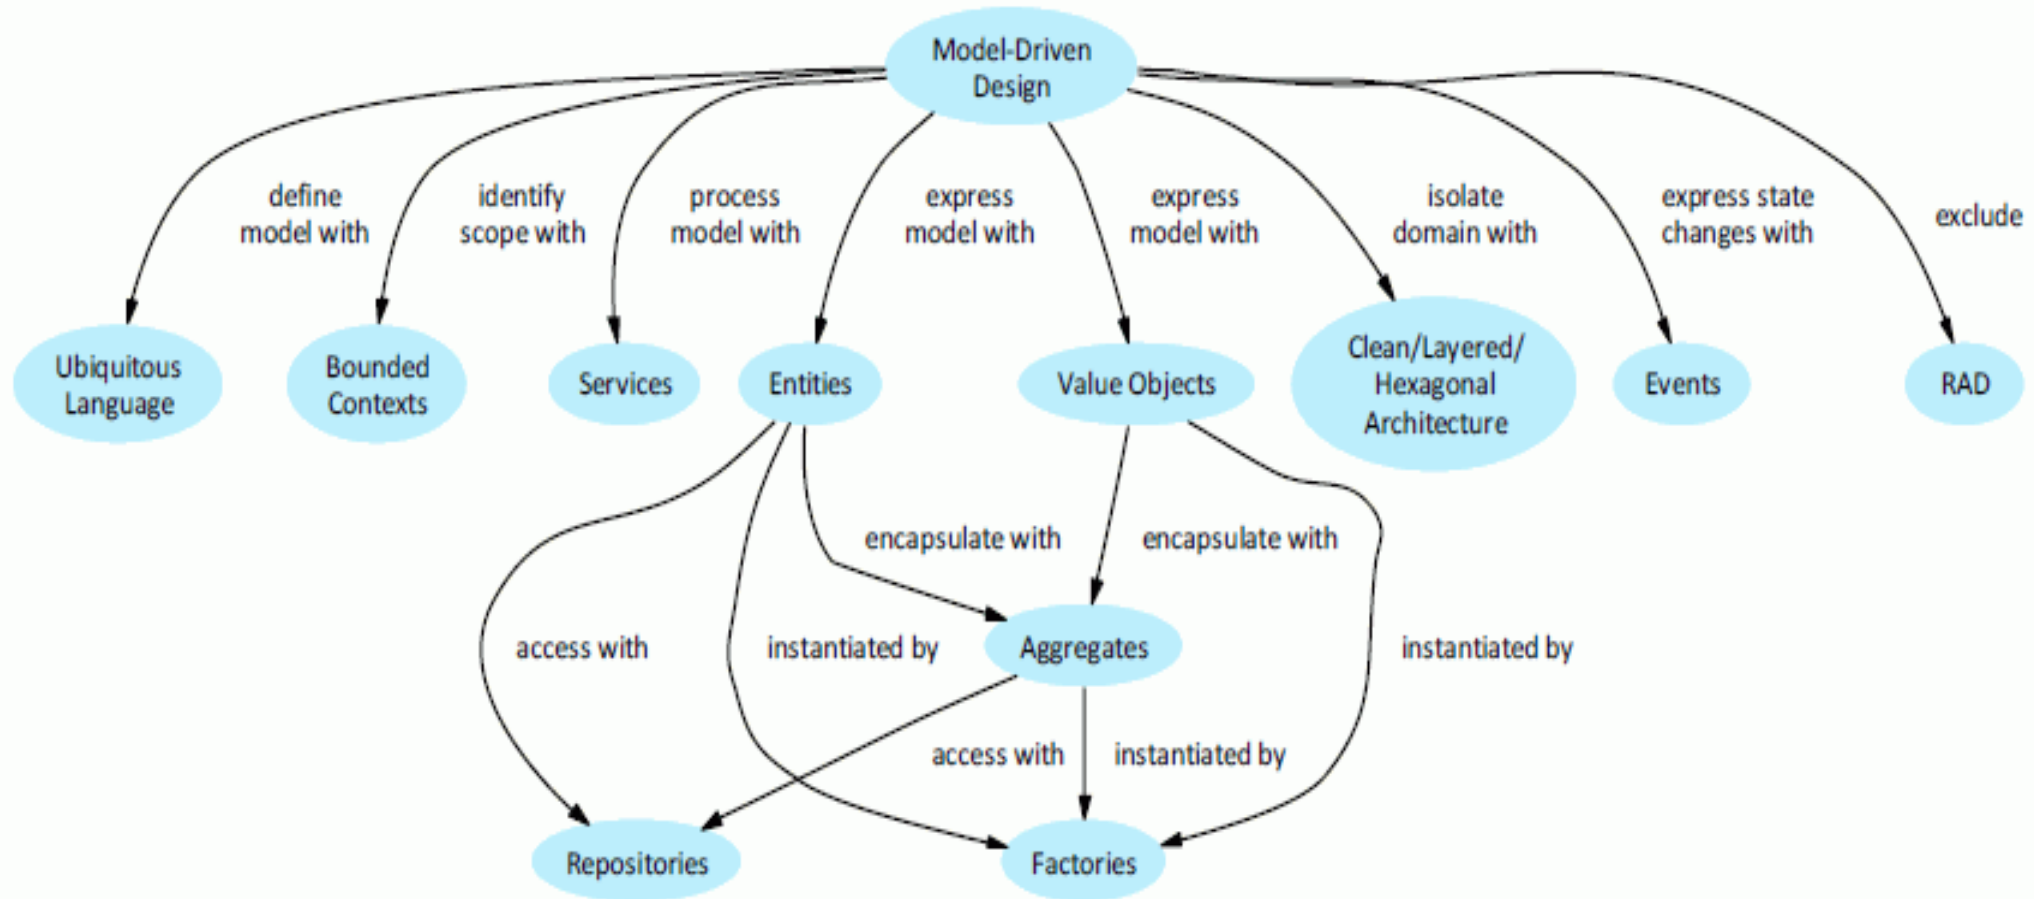 Model-Driven
Design
define
model with
identify
scope with
process
model with
express
model with
express
model with
isolate
domain with
express state
changes with
exclude
Ubiquitous
Language
Bounded
Contexts
Services
Entities
Value Objects
Clean/Layered/
Hexagonal
Architecture
Events
RAD
encapsulate with
encapsulate with
access with
instantiated by
Aggregates
instantiated by
access with
instantiated by
Repositories
Factories